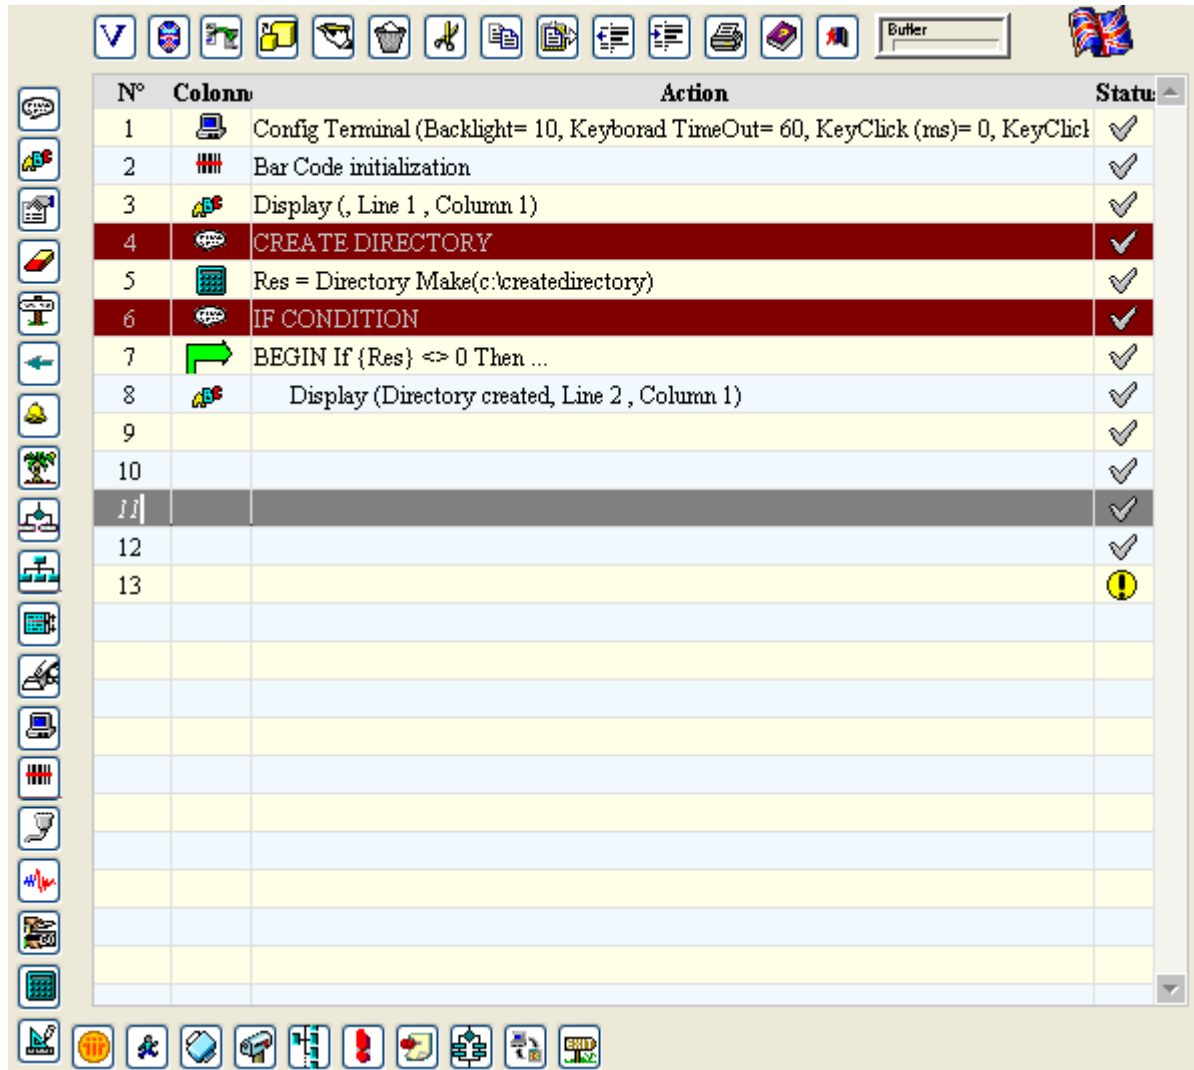 V
Buffer
N° Colonn Action Statu
1 Config Terminal (Backlight= 10, Keyborad TimeOut= 60, KeyClick (ms)= 0, KeyClick
2 Bar Code initialization
3 Display (, Line 1 , Column 1)
4 CREATE DIRECTORY
5 Res = Directory Make(c:\createdirectory)
6 IF CONDITION
7 BEGIN If {Res} <> 0 Then ...
8 Display (Directory created, Line 2 , Column 1)
9
10
11
12
13
EXIT